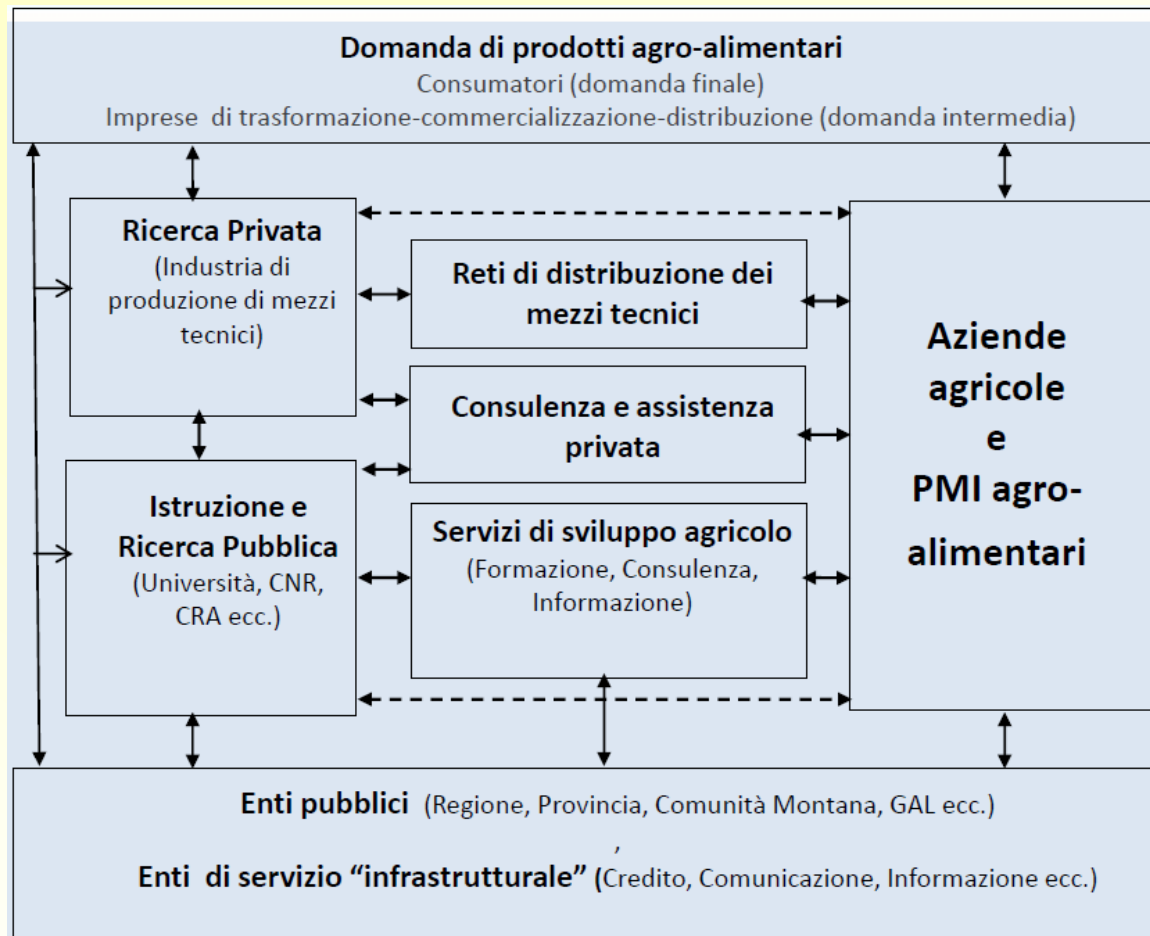 Domanda di prodotti agro-alimentari
Consumatori (domanda finale)
Imprese di trasformazione-commercializzazione-distribuzione (domanda intermedia)
Ricerca Privata
(Industria di
produzione di mezzi
tecnici)
Reti di distribuzione dei
mezzi tecnici
Consulenza e assistenza
privata
Istruzione e
Ricerca Pubblica
(Università, CNR,
CRA ecc.)
Servizi di sviluppo agricolo
(Formazione, Consulenza,
Informazione)
Aziende
agricole
e
PMI agro-
alimentari
Enti pubblici (Regione, Provincia, Comunità Montana, GAL ecc.)
,
Enti di servizio “infrastrutturale” (Credito, Comunicazione, Informazione ecc.)